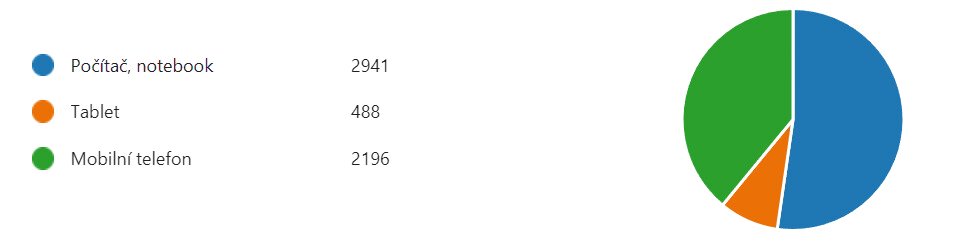 Počítač, notebook 2941
Tablet 488
Mobilní telefon 2196